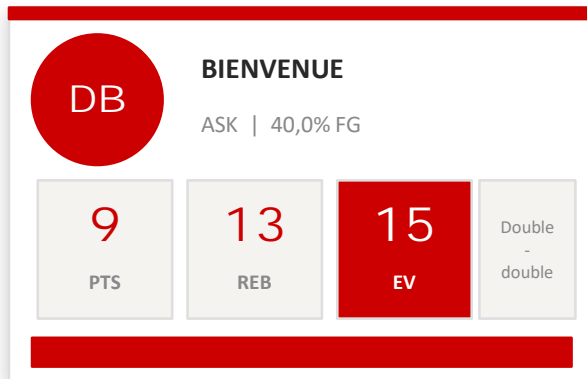 DB
BIENVENUE
ASK | 40,0% FG
9
PTS
13
REB
15
EV
Double
-
double